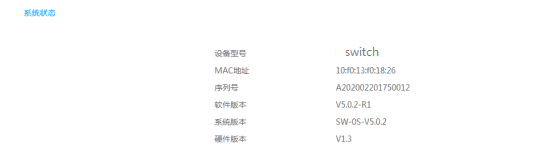 系统状态
设备型号 switch
MAC地址 10:f0:13:f0:18:26
序列号 A202002201750012
软件版本 V5.0.2-R1
系统版本 SW-0S-V5.0.2
硬件版本 V1.3